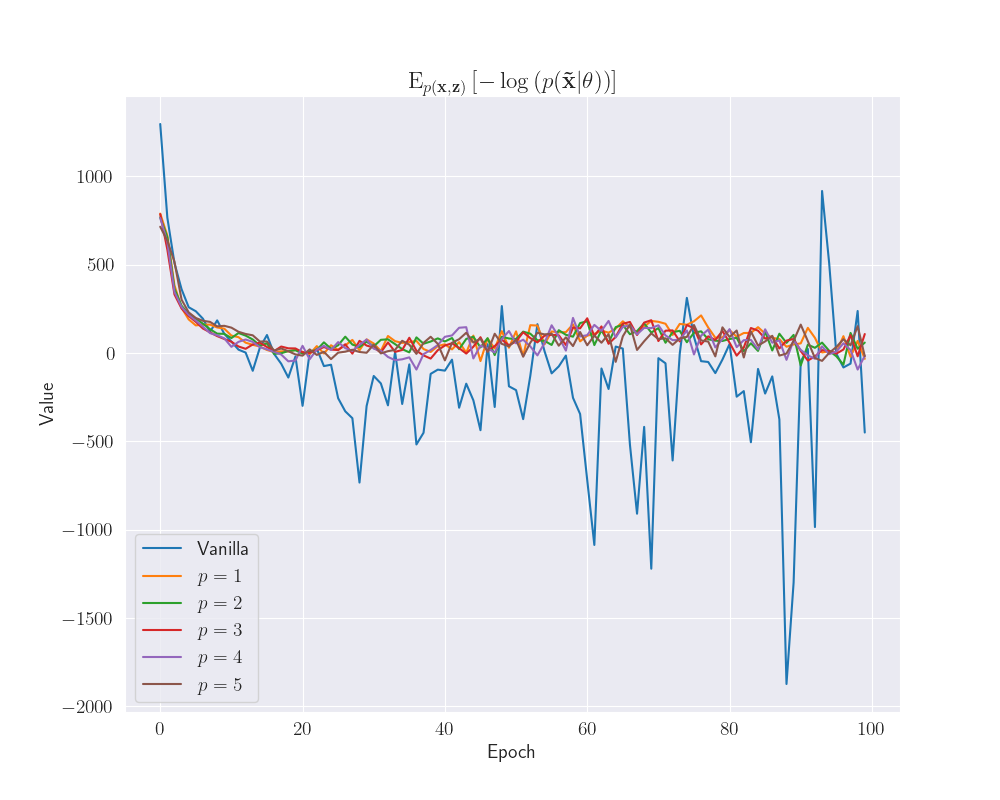 E_{p(x,z)} [− log (p(x̃|θ))]
1000
500
0
−500
−1000
−1500
−2000
Value
Vanilla
p = 1
p = 2
p = 3
p = 4
p = 5
0 20 40 60 80 100
Epoch